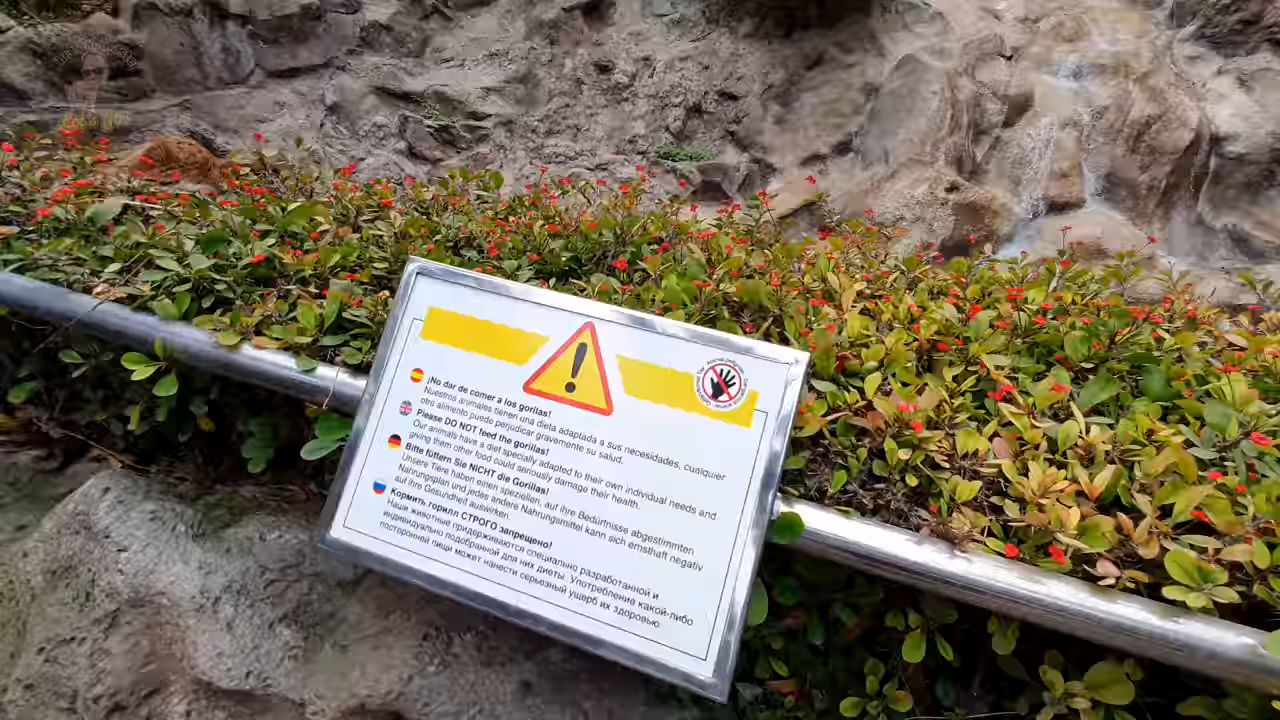 ¡No dar de comer a los gorilas!
Nuestros animales tienen una dieta adaptada a sus necesidades, cualquier
otro alimento puede perjudicar gravemente su salud.
Please DO NOT feed the gorillas!
Our animals have a diet specially adapted to their own individual needs and
giving them other food could seriously damage their health.
Bitte füttern Sie NICHT die Gorillas!
Unsere Tiere haben einen speziellen, auf ihre Bedürfnisse abgestimmten
Nahrungsplan und jedes andere Nahrungsmittel kann sich ernsthaft negativ
auf ihre Gesundheit auswirken.
Кормить горилл СТРОГО запрещено!
Наши животные придерживаются специально разработанной и
индивидуально подобранной для них диеты. Употребление какой-либо
посторонней пищи может нанести серьезный ущерб их здоровью.